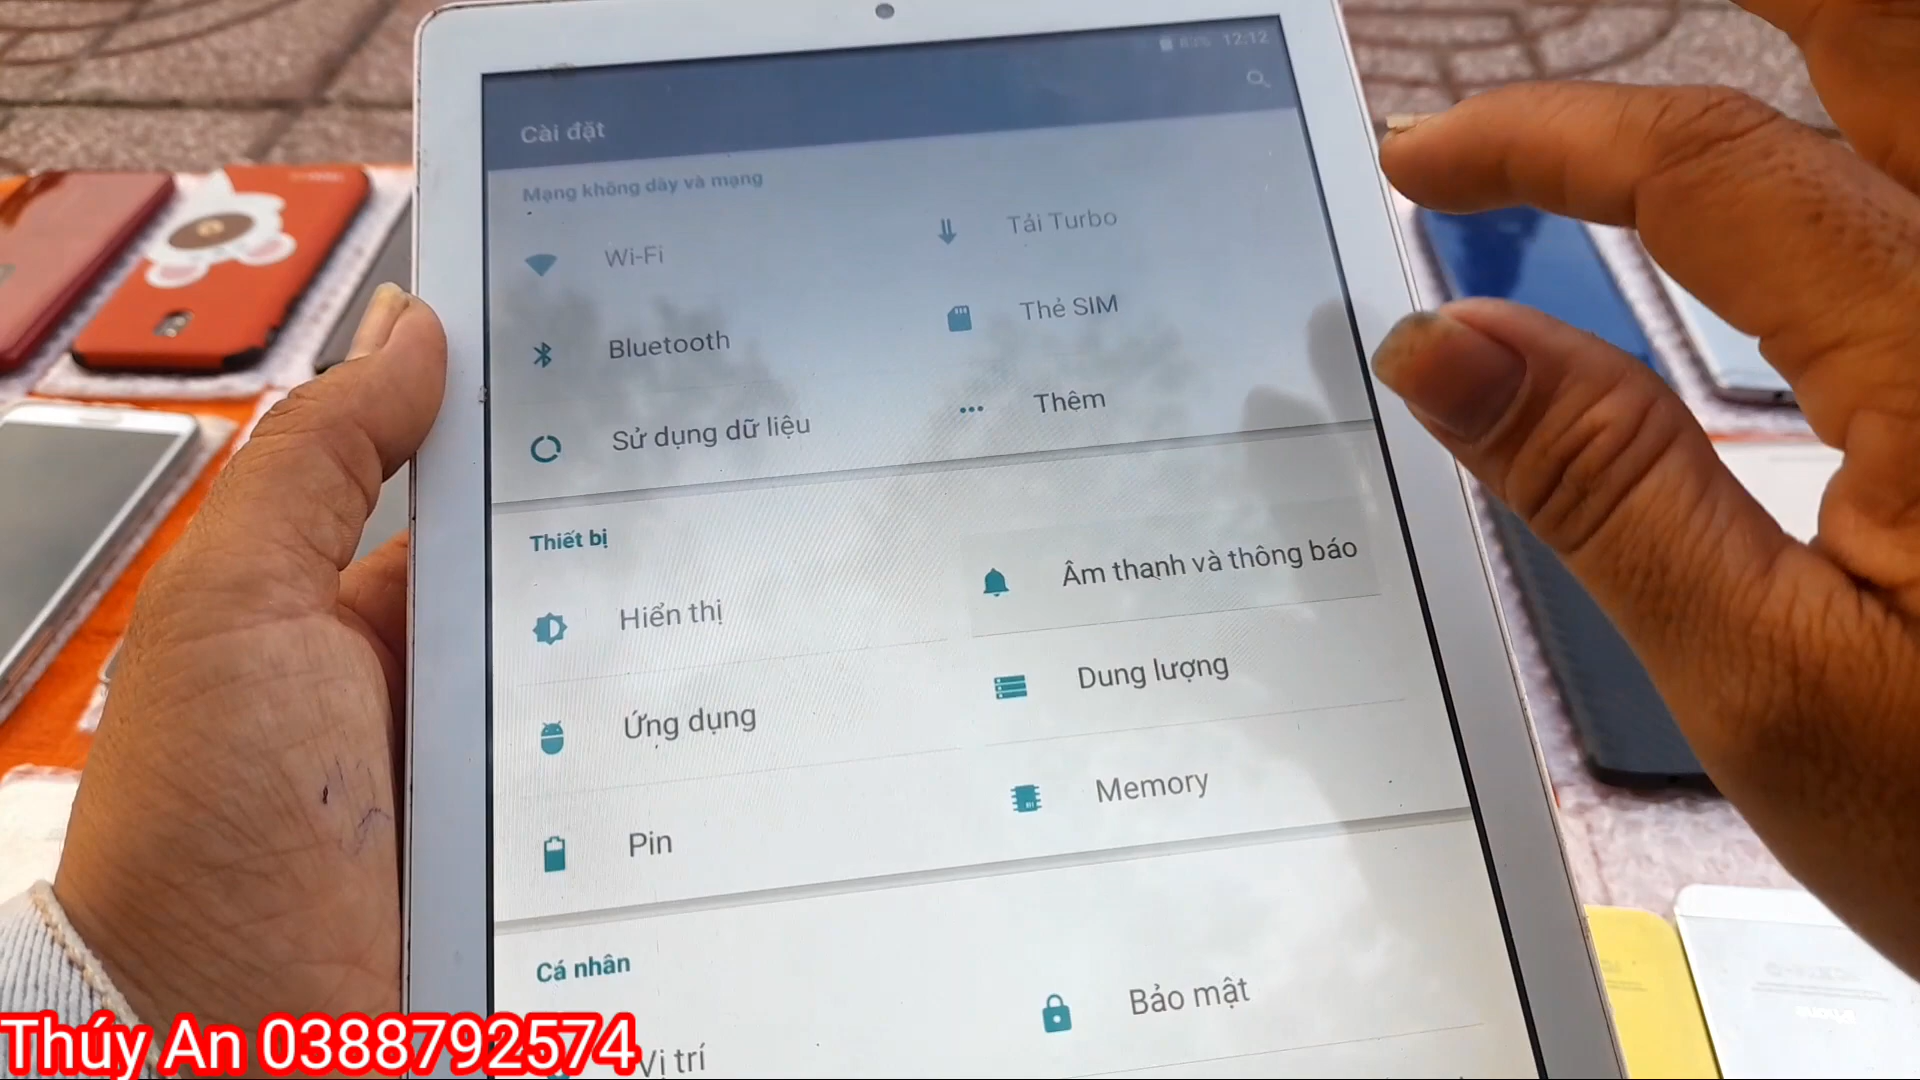 12:12
Cài đặt
Mạng không dây và mạng
Wi-Fi
Tải Turbo
Bluetooth
Thẻ SIM
Sử dụng dữ liệu
Thêm
Thiết bị
Hiển thị
Âm thanh và thông báo
Ứng dụng
Dung lượng
Pin
Memory
Cá nhân
Vị trí
Bảo mật
Thúy An 0388792574